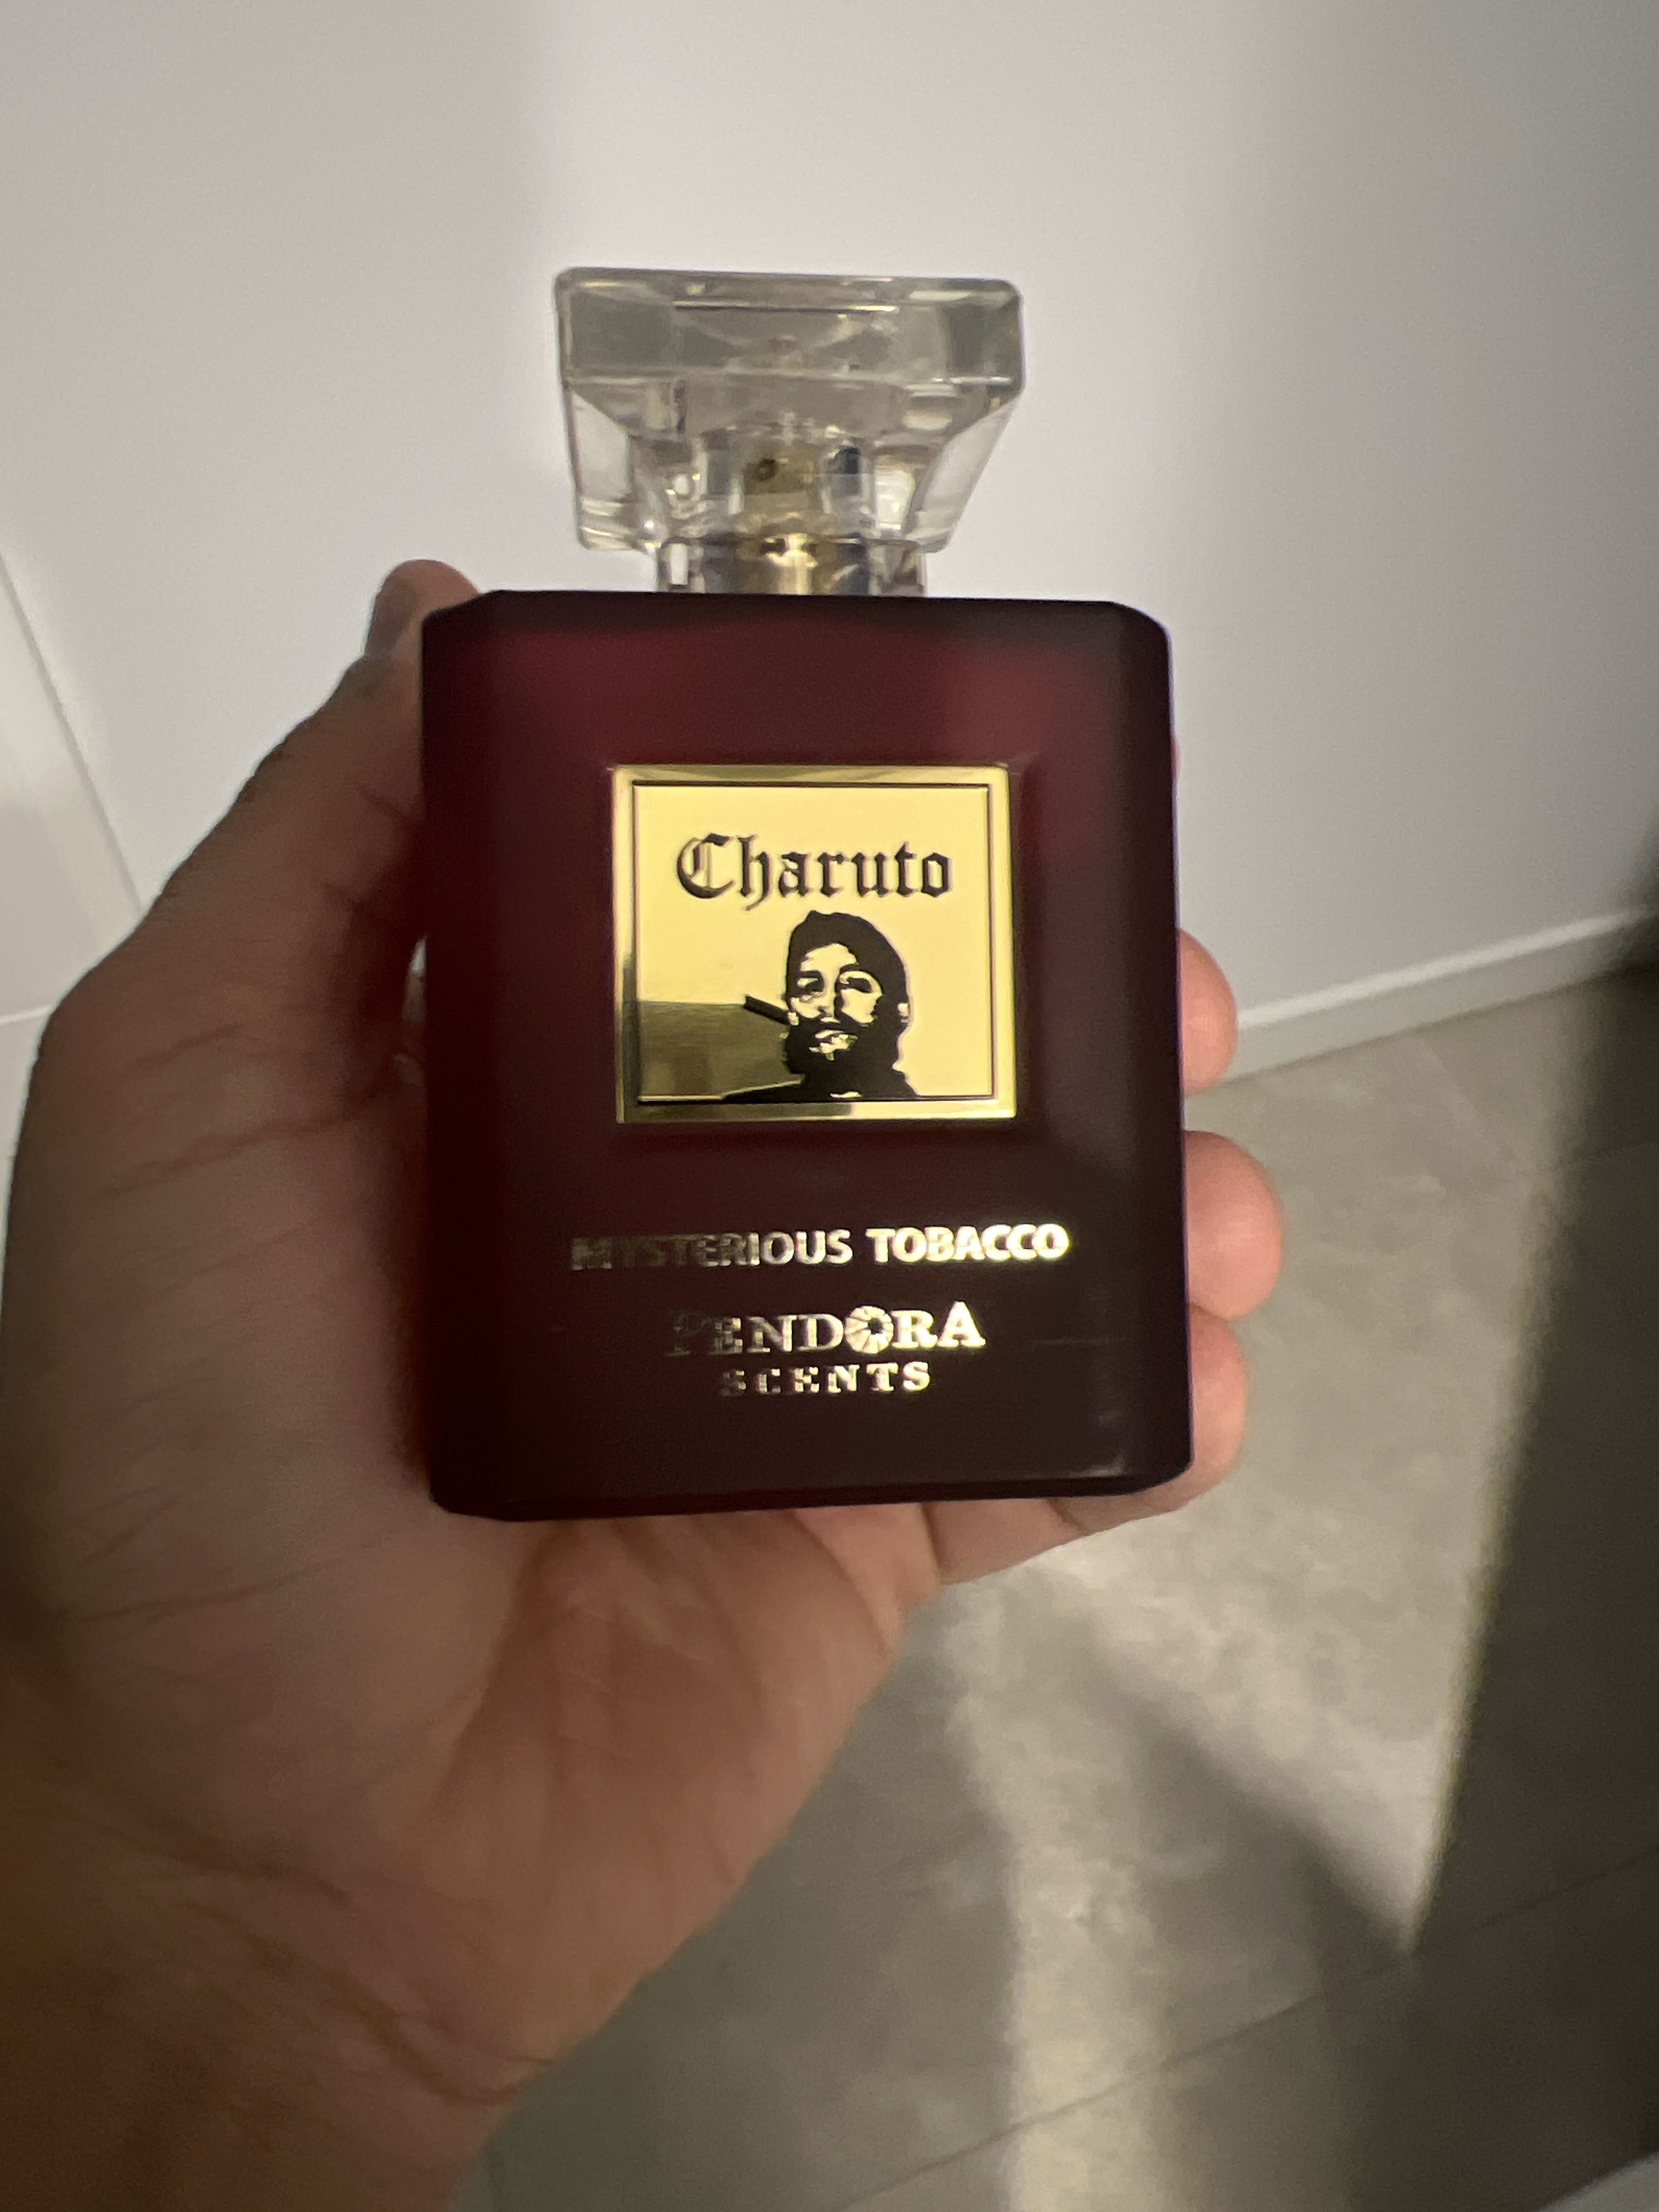 Charuto
MYSTERIOUS TOBACCO
PENDORA
SCENTS